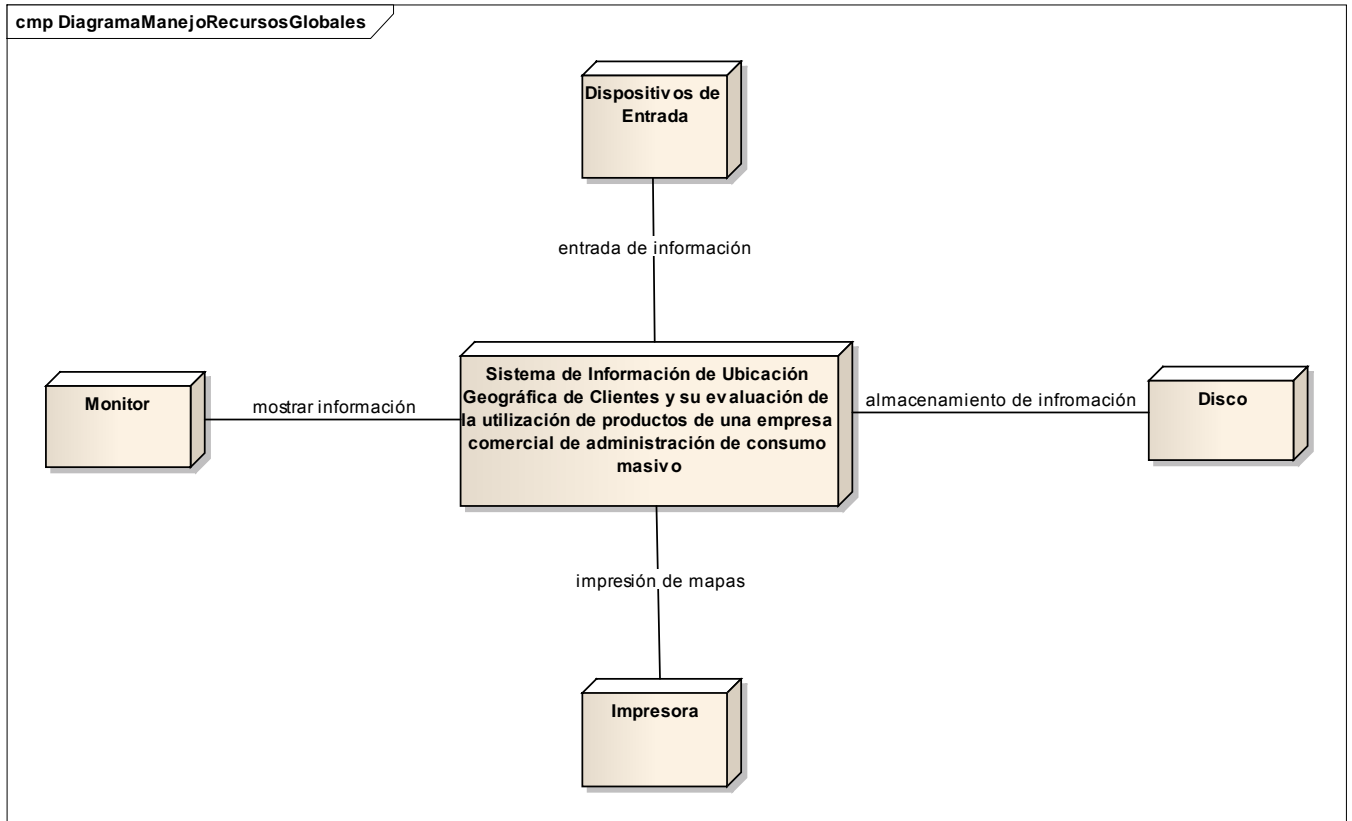 cmp DiagramaManejoRecursosGlobales
Dispositivos de
Entrada
entrada de información
Sistema de Información de Ubicación
Geográfica de Clientes y su evaluación de
la utilización de productos de una empresa
comercial de administración de consumo
masivo
Monitor
mostrar información
almacenamiento de infromación
Disco
impresión de mapas
Impresora